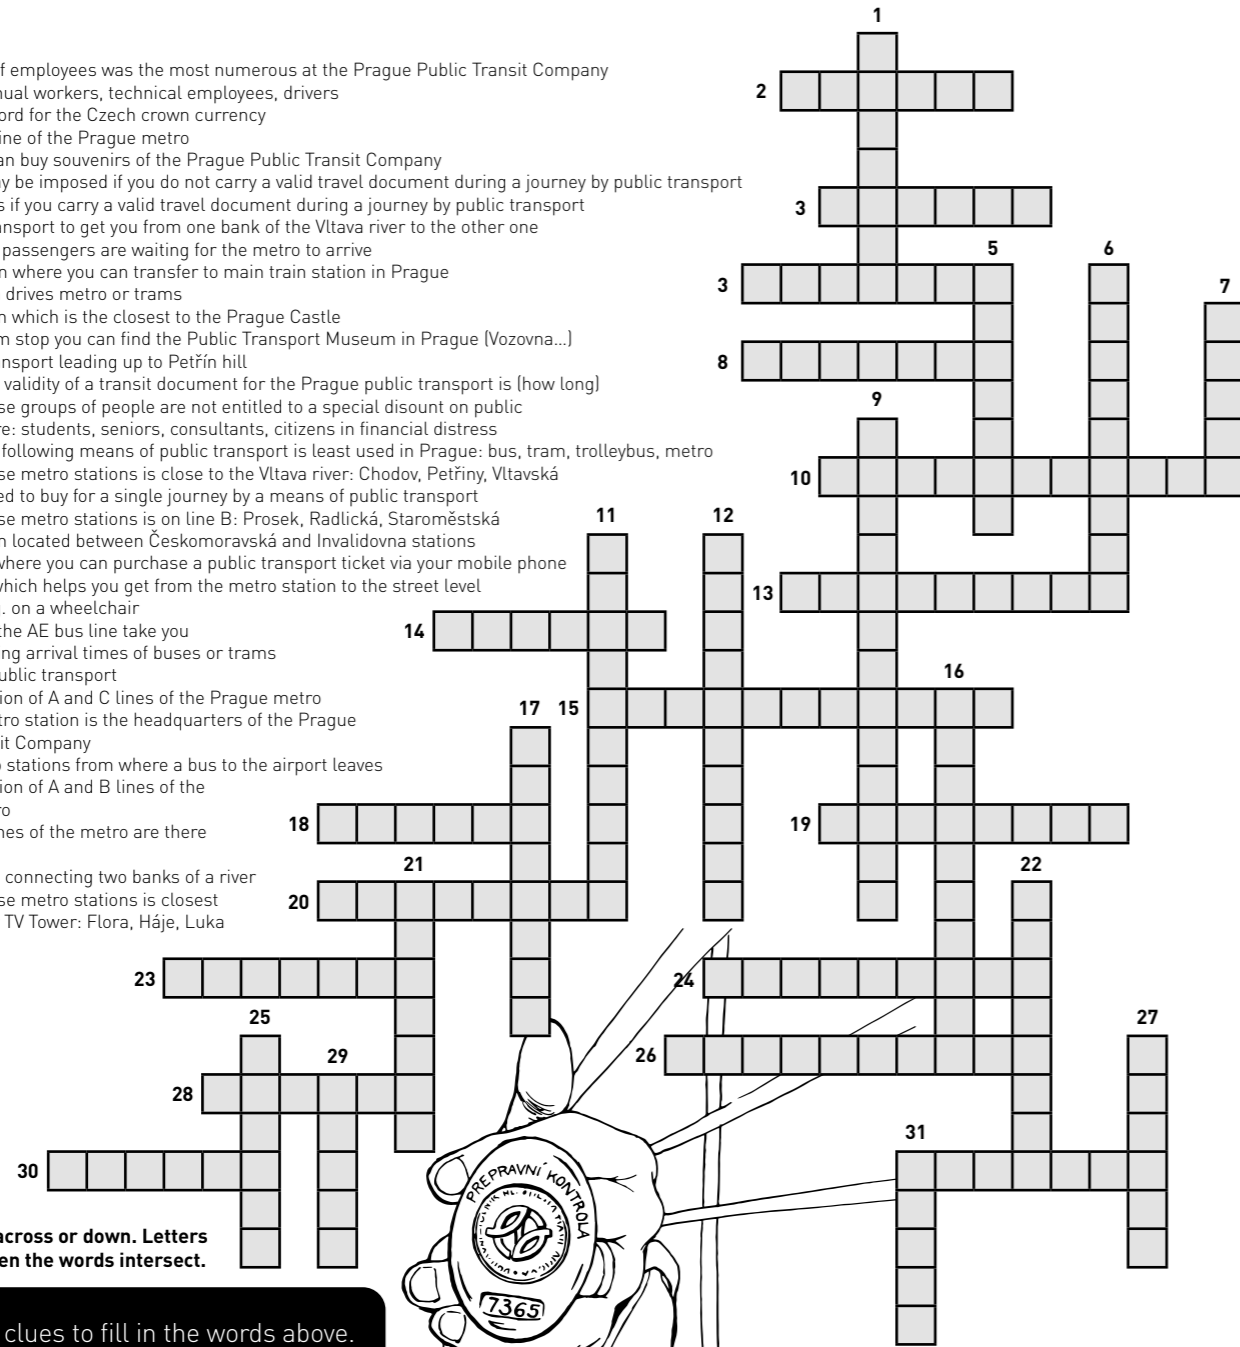 f employees was the most numerous at the Prague Public Transit Company
nual workers, technical employees, drivers
ord for the Czech crown currency
ine of the Prague metro
an buy souvenirs of the Prague Public Transit Company
ay be imposed if you do not carry a valid travel document during a journey by public transport
s if you carry a valid travel document during a journey by public transport
ansport to get you from one bank of the Vltava river to the other one
passengers are waiting for the metro to arrive
n where you can transfer to main train station in Prague
drives metro or trams
n which is the closest to the Prague Castle
m stop you can find the Public Transport Museum in Prague (Vozovna...)
ansport leading up to Petřín hill
validity of a transit document for the Prague public transport is (how long)
se groups of people are not entitled to a special disount on public
re: students, seniors, consultants, citizens in financial distress
following means of public transport is least used in Prague: bus, tram, trolleybus, metro
se metro stations is close to the Vltava river: Chodov, Petřiny, Vltavská
ed to buy for a single journey by a means of public transport
se metro stations is on line B: Prosek, Radlická, Staroměstská
n located between Českomoravská and Invalidovna stations
where you can purchase a public transport ticket via your mobile phone
which helps you get from the metro station to the street level
g. on a wheelchair
the AE bus line take you
ng arrival times of buses or trams
ublic transport
ion of A and C lines of the Prague metro
tro station is the headquarters of the Prague
it Company
o stations from where a bus to the airport leaves
ion of A and B lines of the
ro
nes of the metro are there
connecting two banks of a river
se metro stations is closest
TV Tower: Flora, Háje, Luka
1
2
3
5
6
3
7
8
9
10
11
12
13
14
16
17
15
18
19
21
22
20
23
24
25
27
29
26
28
31
30
across or down. Letters
en the words intersect.
clues to fill in the words above.
PREPRAVNÍ KONTROLA
7365